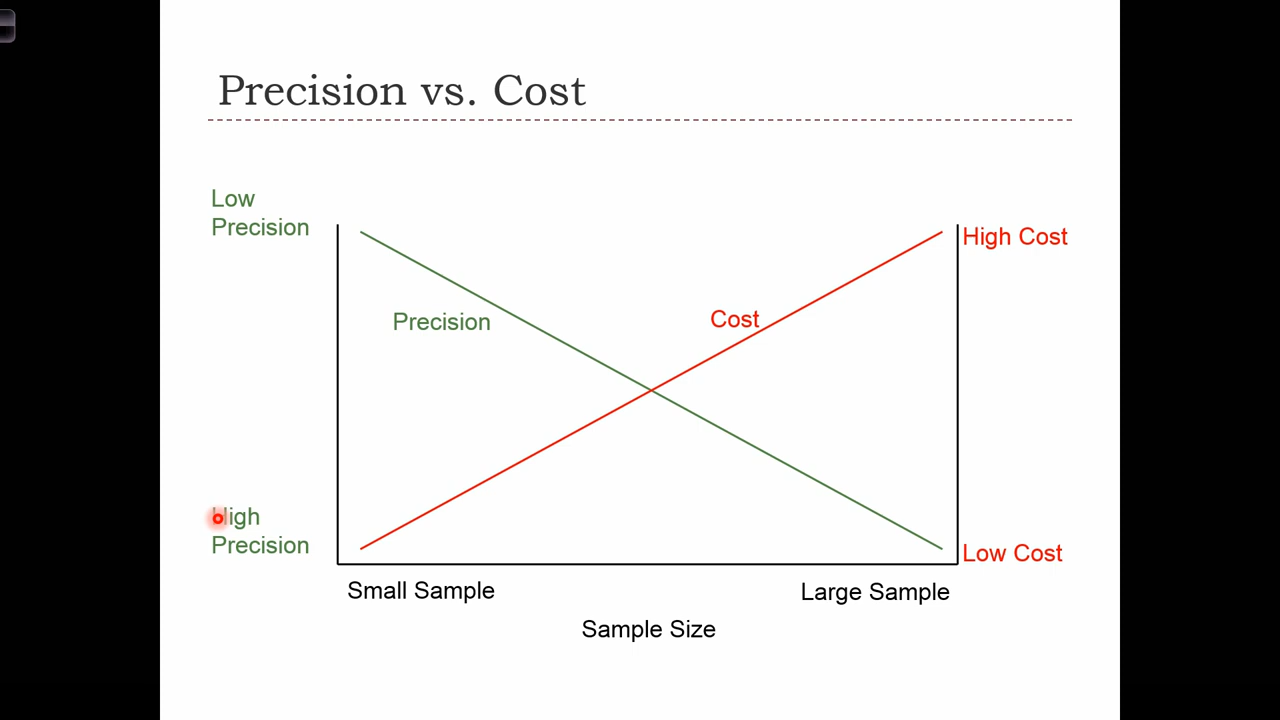 Precision vs. Cost
Low
Precision
High Cost
Precision
Cost
High
Precision
Low Cost
Small Sample
Large Sample
Sample Size